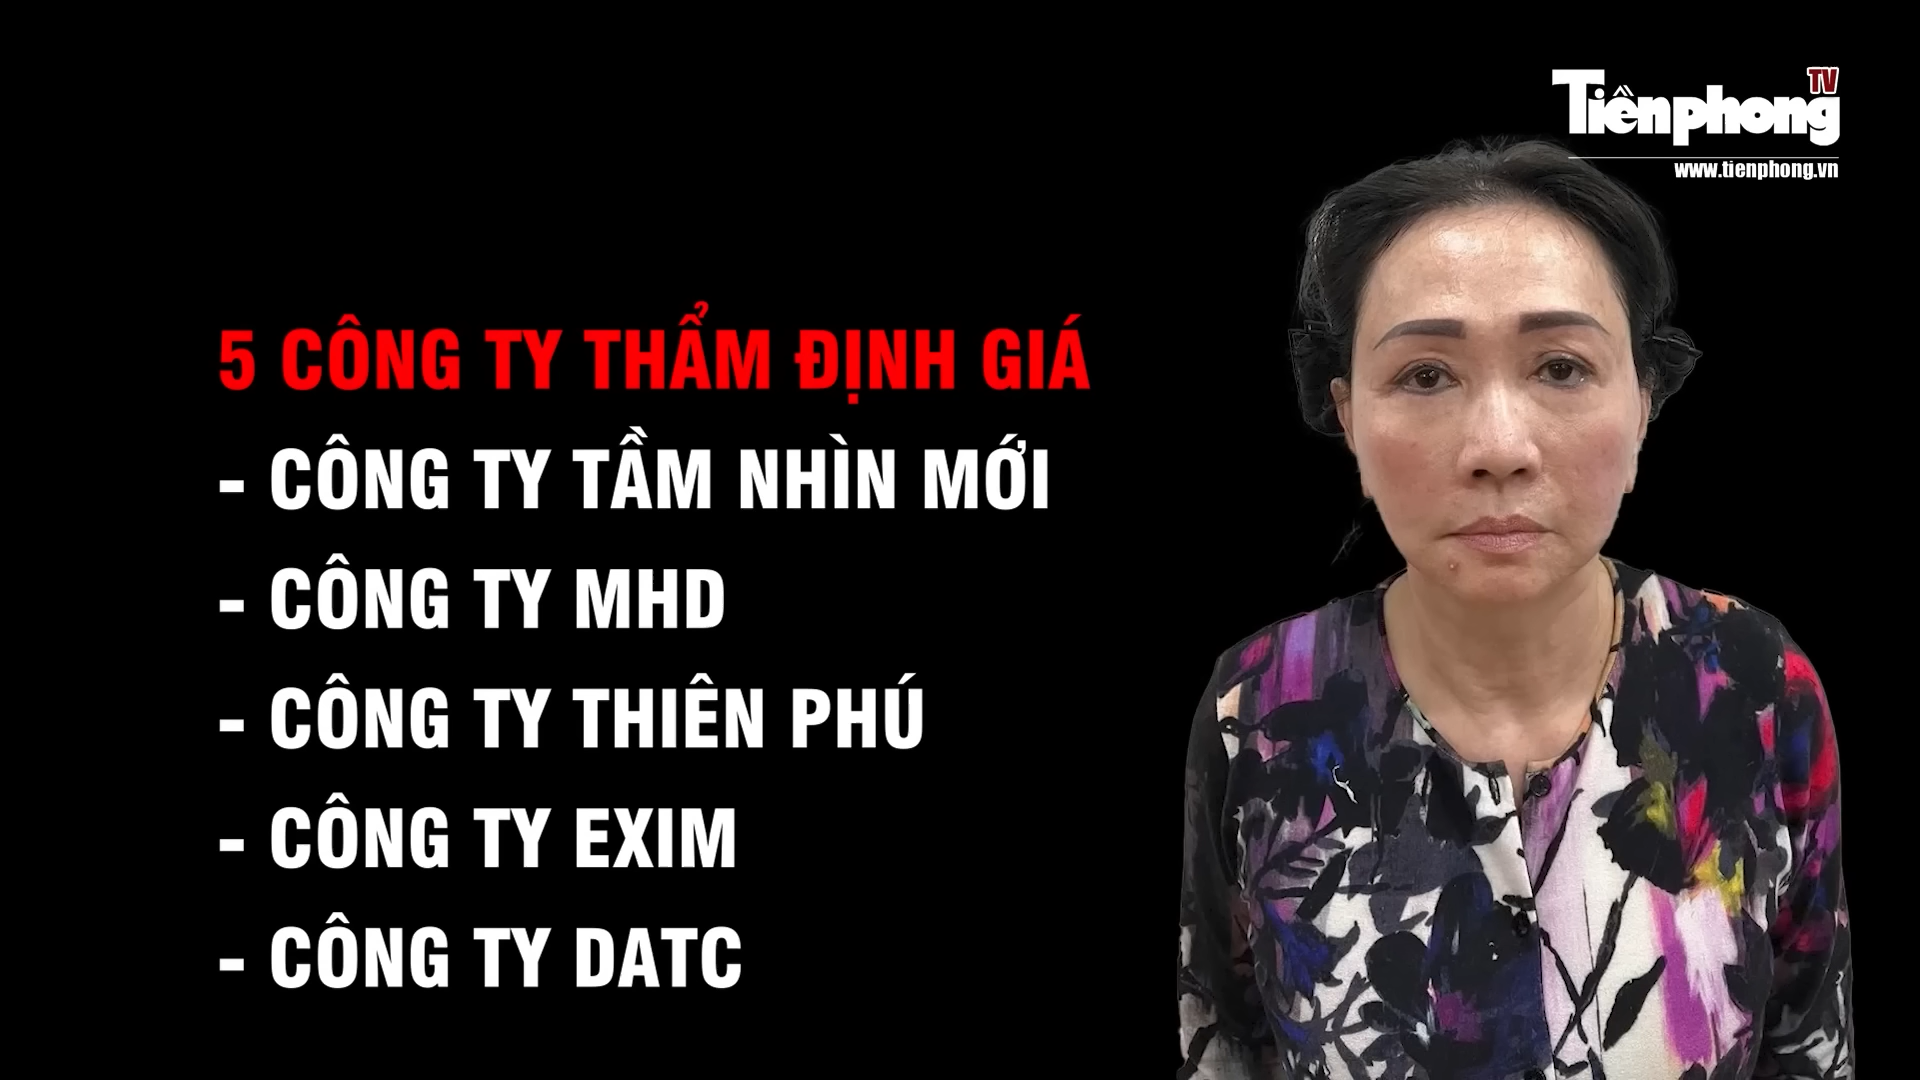 Tiềnphong TV
www.tienphong.vn
5 CÔNG TY THẨM ĐỊNH GIÁ
- CÔNG TY TẦM NHÌN MỚI
- CÔNG TY MHD
- CÔNG TY THIÊN PHÚ
- CÔNG TY EXIM
- CÔNG TY DATC